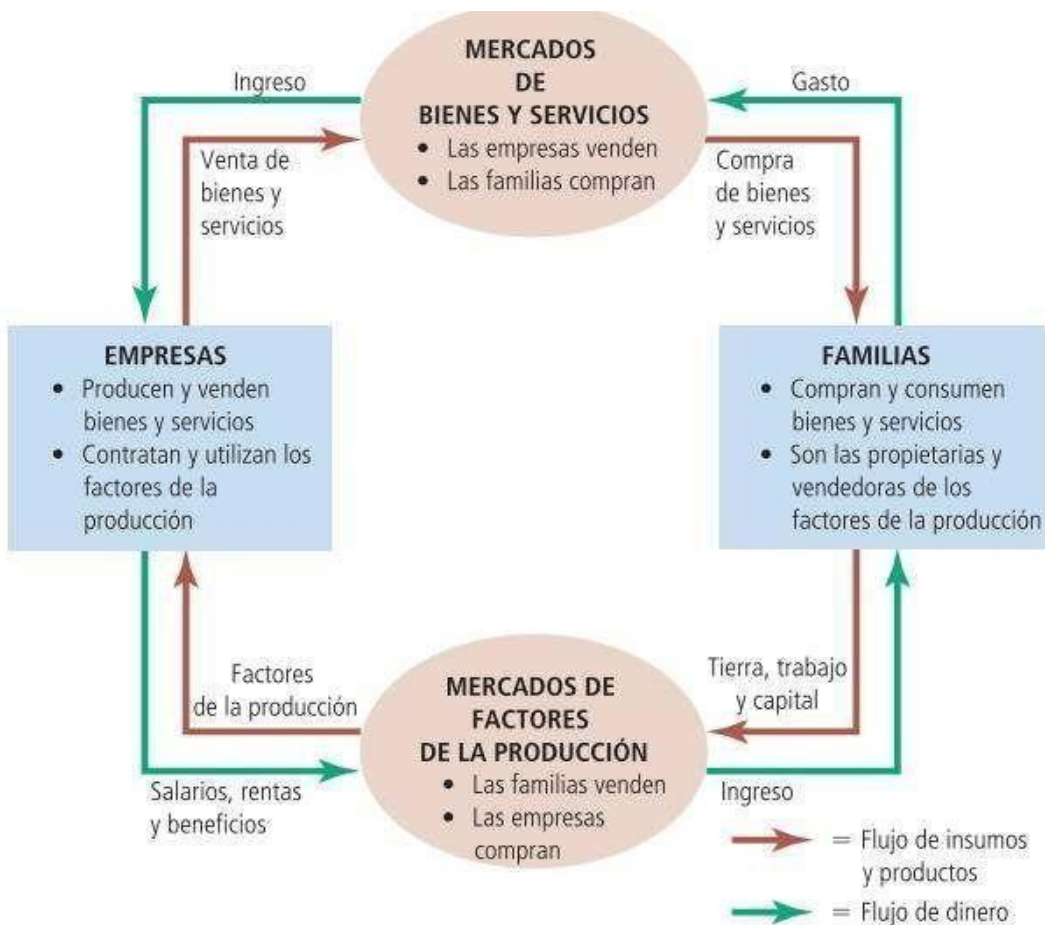 MERCADOS
DE
BIENES Y SERVICIOS
• Las empresas venden
• Las familias compran
Ingreso
Gasto
Venta de
bienes y
servicios
Compra
de bienes
y servicios
EMPRESAS
• Producen y venden
bienes y servicios
• Contratan y utilizan los
factores de la
producción
FAMILIAS
• Compran y consumen
bienes y servicios
• Son las propietarias y
vendedoras de los
factores de la producción
Factores
de la producción
Tierra, trabajo
y capital
MERCADOS DE
FACTORES
DE LA PRODUCCIÓN
• Las familias venden
• Las empresas
compran
Salarios, rentas
y beneficios
Ingreso
= Flujo de insumos
y productos
= Flujo de dinero